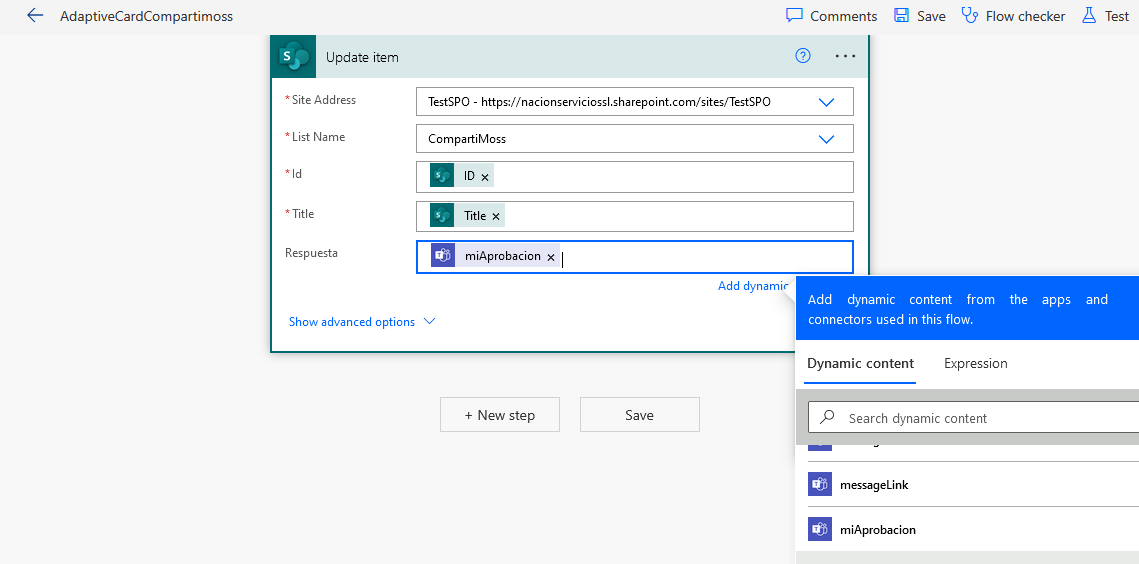 AdaptiveCardCompartimoss
Comments
Save
Flow checker
Test
Update item
* Site Address
TestSPO - https://nacionserviciossl.sharepoint.com/sites/TestSPO
* List Name
CompartiMoss
* Id
ID
* Title
Title
Respuesta
miAprobacion
Add dynamic
Show advanced options
+ New step
Save
Add dynamic content from the apps and
connectors used in this flow.
Dynamic content
Expression
Search dynamic content
messageLink
miAprobacion